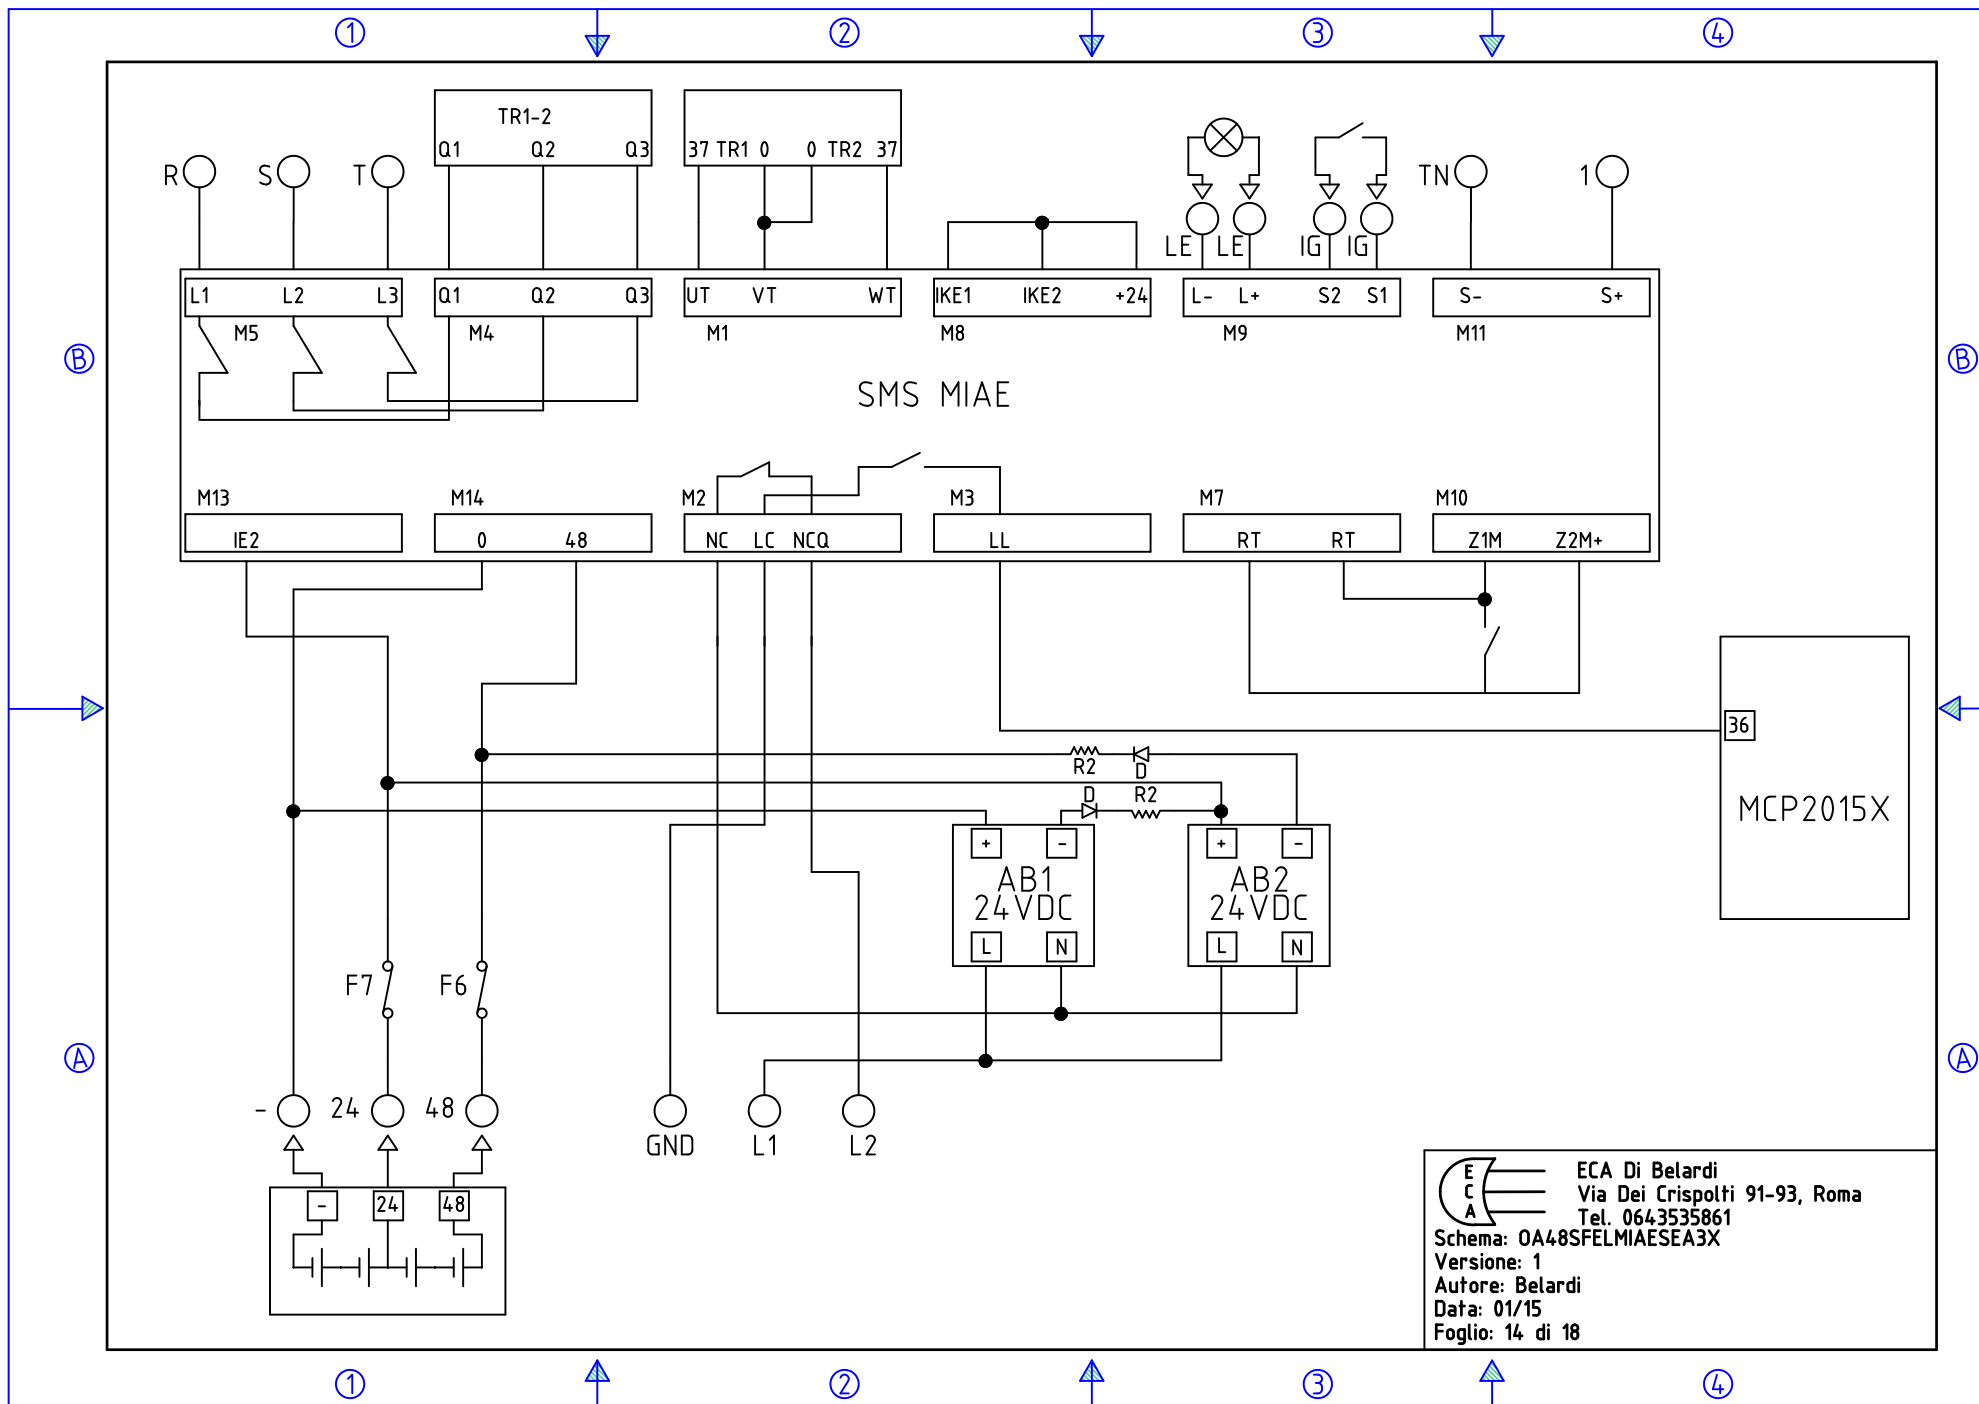 1 2 3 4
TR1-2
Q1 Q2 Q3
37 TR1 0 0 TR2 37
R S T
TN 1
LE LE IG IG
L1 L2 L3
Q1 Q2 Q3
UT VT WT
IKE1 IKE2 +24
L- L+ S2 S1
S- S+
M5 M4 M1 M8 M9 M11
B B
SMS MIAE
M13 M14 M2 M3 M7 M10
IE2
0 48
NC LC NCQ
LL
RT RT
Z1M Z2M+
36
MCP2015X
R2 D
D R2
+ - + -
AB1
24VDC
AB2
24VDC
L N L N
F7 F6
A A
- 24 48
GND L1 L2
- 24 48
E
C
A
ECA Di Belardi
Via Dei Crispolti 91-93, Roma
Tel. 0643535861
Schema: OA48SFELMIAESEA3X
Versione: 1
Autore: Belardi
Data: 01/15
Foglio: 14 di 18
1 2 3 4